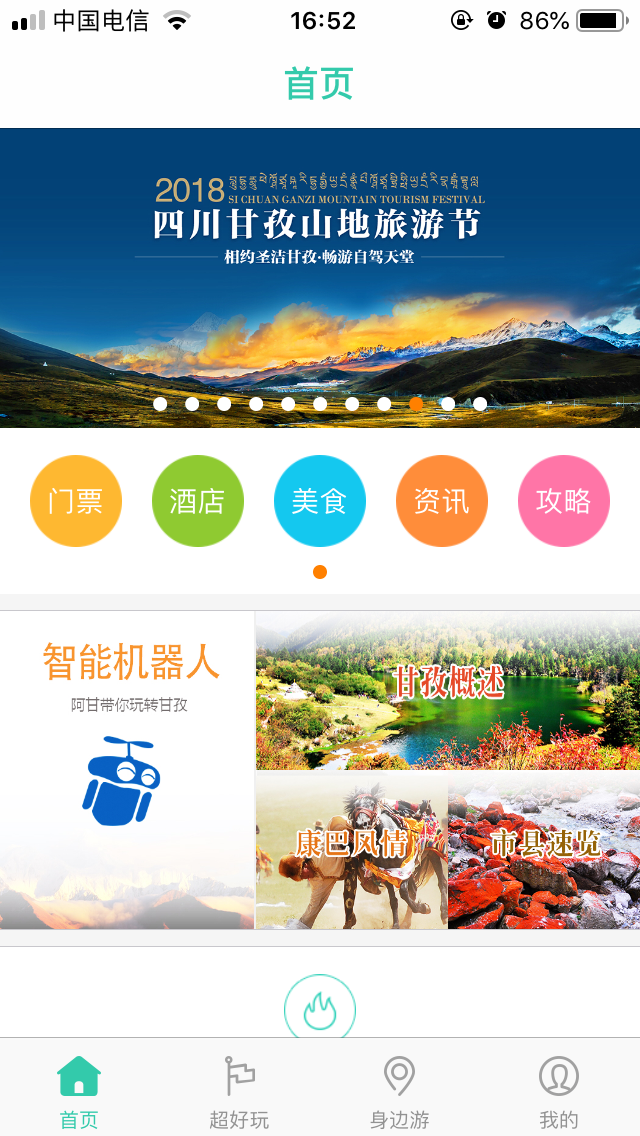 中国电信
16:52
86%
首页
2018
SI CHUAN GANZI MOUNTAIN TOURISM FESTIVAL
四川甘孜山地旅游节
相约圣洁甘孜·畅游自驾天堂
门票
酒店
美食
资讯
攻略
智能机器人
阿甘带你玩转甘孜
甘孜概述
康巴风情
市县速览
首页
超好玩
身边游
我的